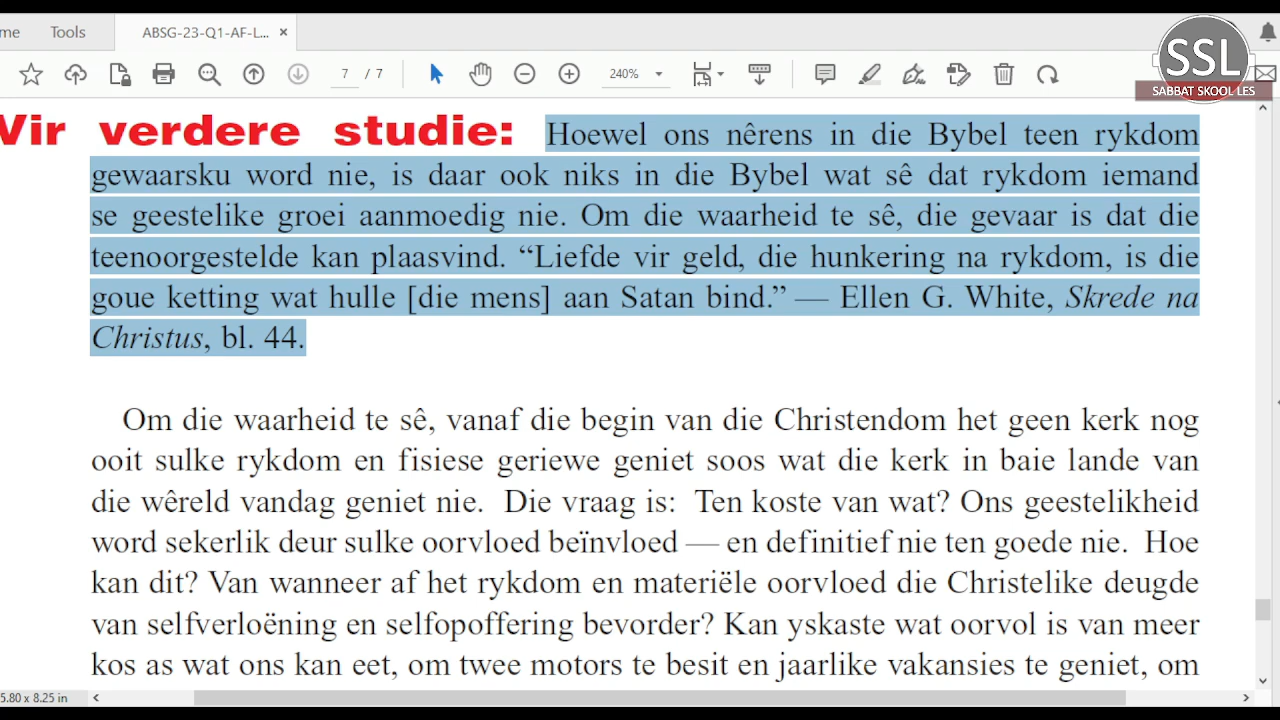 me Tools ABSG-23-Q1-AF-L... ×
SSL
SABBAT SKOOL LES
7 / 7 240%
Vir verdere studie: Hoewel ons nêrens in die Bybel teen rykdom
gewaarsku word nie, is daar ook niks in die Bybel wat sê dat rykdom iemand
se geestelike groei aanmoedig nie. Om die waarheid te sê, die gevaar is dat die
teenoorgestelde kan plaasvind. “Liefde vir geld, die hunkering na rykdom, is die
goue ketting wat hulle [die mens] aan Satan bind.” — Ellen G. White, Skrede na
Christus, bl. 44.
Om die waarheid te sê, vanaf die begin van die Christendom het geen kerk nog
ooit sulke rykdom en fisiese geriewe geniet soos wat die kerk in baie lande van
die wêreld vandag geniet nie. Die vraag is: Ten koste van wat? Ons geestelikheid
word sekerlik deur sulke oorvloed beïnvloed — en definitief nie ten goede nie. Hoe
kan dit? Van wanneer af het rykdom en materiële oorvloed die Christelike deugde
van selfverloëning en selfopoffering bevorder? Kan yskaste wat oorvol is van meer
kos as wat ons kan eet, om twee motors te besit en jaarlike vakansies te geniet, om
5.80 x 8.25 in